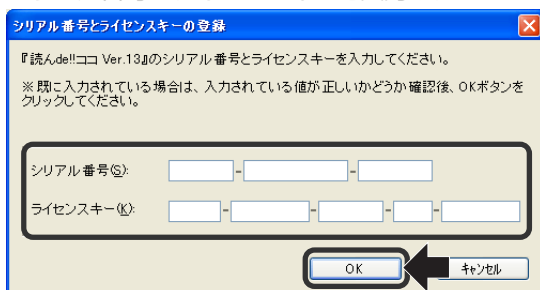 シリアル番号とライセンスキーの登録
『読んde!!ココ Ver.13』のシリアル番号とライセンスキーを入力してください。
※既に入力されている場合は、入力されている値が正しいかどうか確認後、OKボタンを
クリックしてください。
シリアル番号(S):  -  -
ライセンスキー(K):  -  -  -  -
OK キャンセル